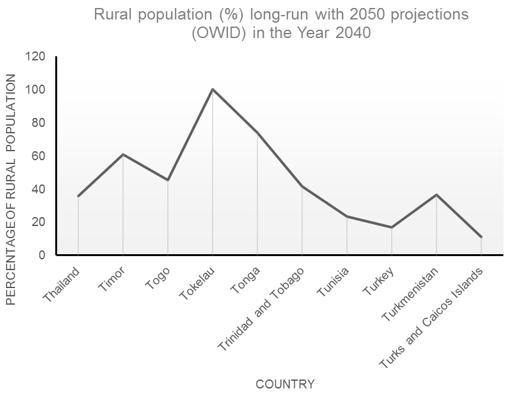 Rural population (%) long-run with 2050 projections
(OWID) in the Year 2040
120
100
80
60
40
20
0
PERCENTAGE OF RURAL POPULATION
Thailand
Timor
Togo
Tokelau
Tonga
Trinidad and Tobago
Tunisia
Turkey
Turkmenistan
Turks and Caicos Islands
COUNTRY